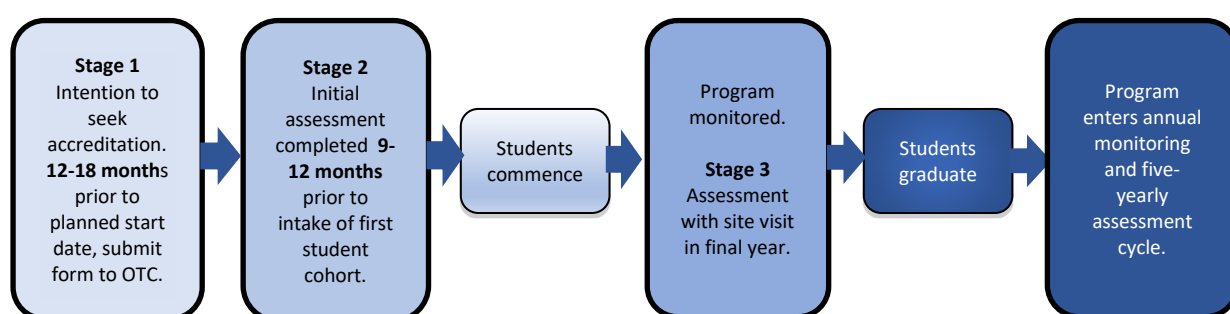 Stage 1
Intention to
seek
accreditation.
12-18 months
prior to
planned start
date, submit
form to OTC.
Stage 2
Initial
assessment
completed 9-
12 months
prior to
intake of first
student
cohort.
Students
commence
Program
monitored.
Stage 3
Assessment
with site visit
in final year.
Students
graduate
Program
enters annual
monitoring
and five-
yearly
assessment
cycle.